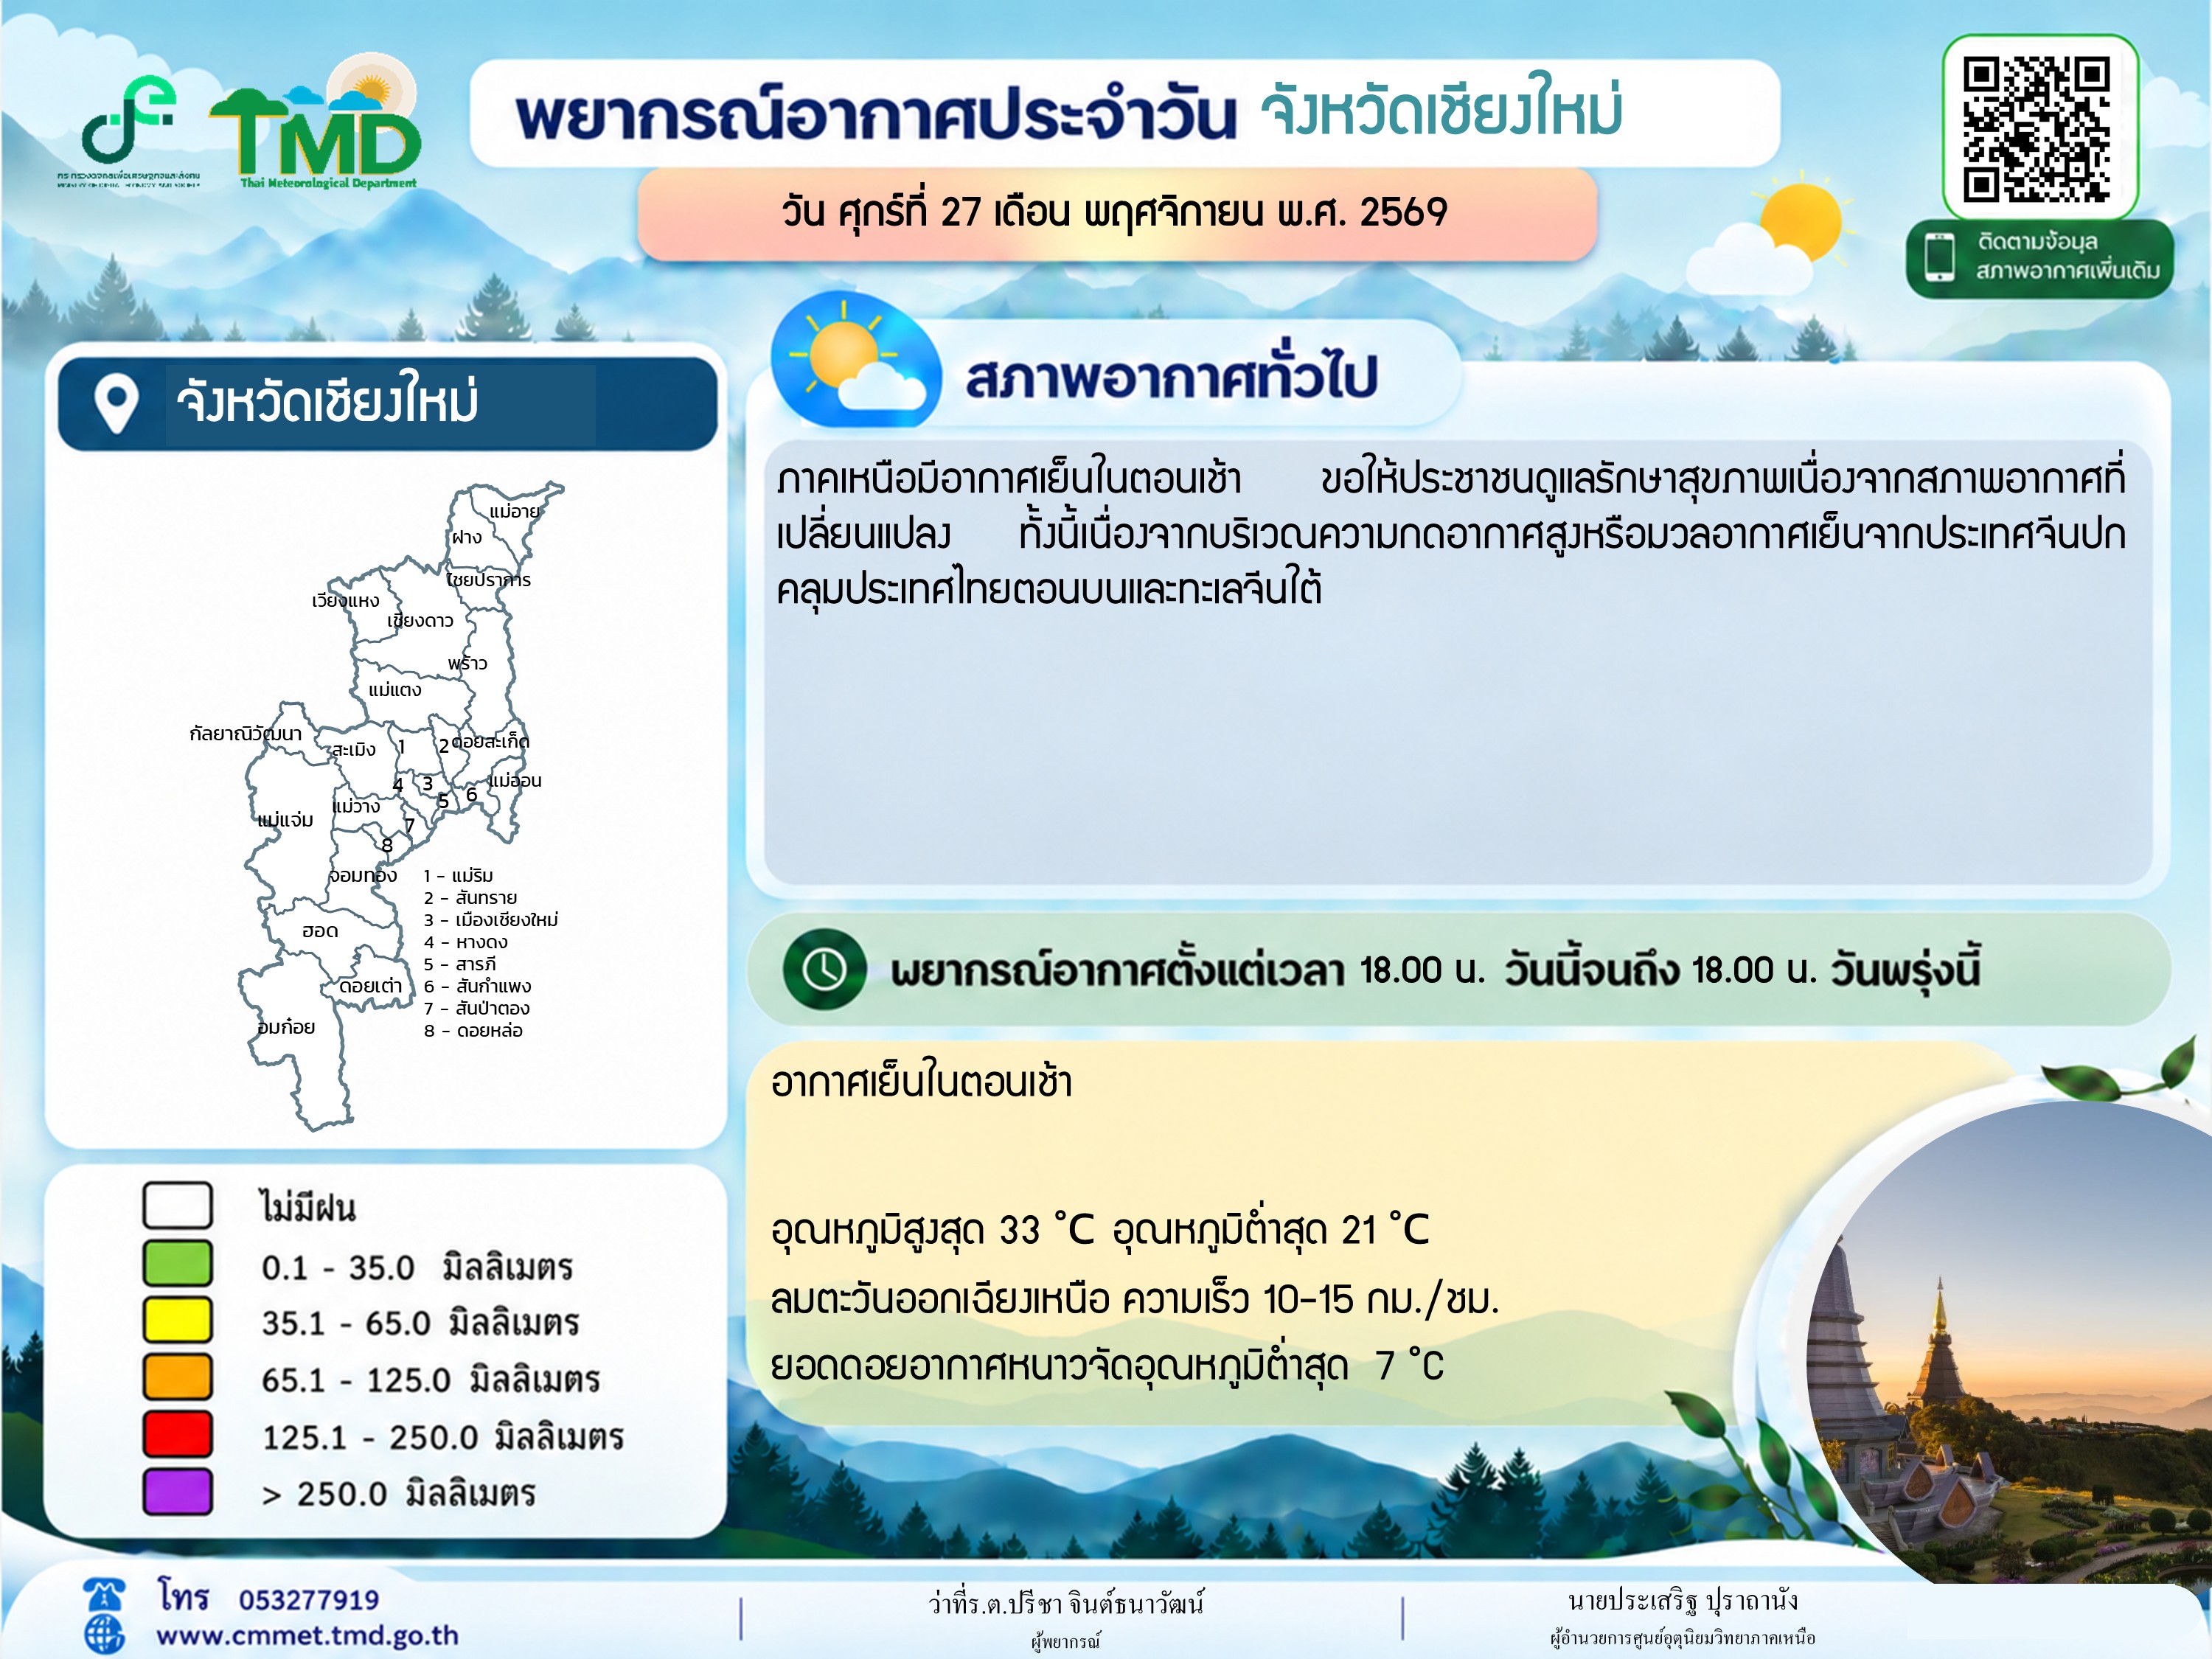 พยากรณ์อากาศประจำวัน จังหวัดเชียงใหม่
TMD
Thai Meteorological Department
กระทรวงดิจิทัลเพื่อเศรษฐกิจและสังคม
MINISTRY OF DIGITAL ECONOMY AND SOCIETY
วัน ศุกร์ที่ 27 เดือน พฤศจิกายน พ.ศ. 2569
ติดตามข้อมูล
สภาพอากาศเพิ่มเติม
จังหวัดเชียงใหม่
แม่อาย
ฝาง
ไชยปราการ
เวียงแหง
เชียงดาว
พร้าว
แม่แตง
กัลยาณิวัฒนา
สะเมิง
1
2
ดอยสะเก็ด
4
3
แม่ออน
5
6
แม่วาง
แม่แจ่ม
7
8
จอมทอง
1 - แม่ริม
2 - สันทราย
3 - เมืองเชียงใหม่
4 - หางดง
5 - สารภี
6 - สันกำแพง
7 - สันป่าตอง
8 - ดอยหล่อ
ฮอด
ดอยเต่า
อมก๋อย
ไม่มีฝน
0.1 - 35.0 มิลลิเมตร
35.1 - 65.0 มิลลิเมตร
65.1 - 125.0 มิลลิเมตร
125.1 - 250.0 มิลลิเมตร
> 250.0 มิลลิเมตร
สภาพอากาศทั่วไป
ภาคเหนือมีอากาศเย็นในตอนเช้า ขอให้ประชาชนดูแลรักษาสุขภาพเนื่องจากสภาพอากาศที่
เปลี่ยนแปลง ทั้งนี้เนื่องจากบริเวณความกดอากาศสูงหรือมวลอากาศเย็นจากประเทศจีนปก
คลุมประเทศไทยตอนบนและทะเลจีนใต้
พยากรณ์อากาศตั้งแต่เวลา 18.00 น. วันนี้จนถึง 18.00 น. วันพรุ่งนี้
อากาศเย็นในตอนเช้า
อุณหภูมิสูงสุด 33 °C อุณหภูมิต่ำสุด 21 °C
ลมตะวันออกเฉียงเหนือ ความเร็ว 10-15 กม./ชม.
ยอดดอยอากาศหนาวจัดอุณหภูมิต่ำสุด 7 °C
โทร 053277919
www.cmmet.tmd.go.th
ว่าที่ร.ต.ปรีชา จินต์ธนาวัฒน์
ผู้พยากรณ์
นายประเสริฐ ปุราถานัง
ผู้อำนวยการศูนย์อุตุนิยมวิทยาภาคเหนือ